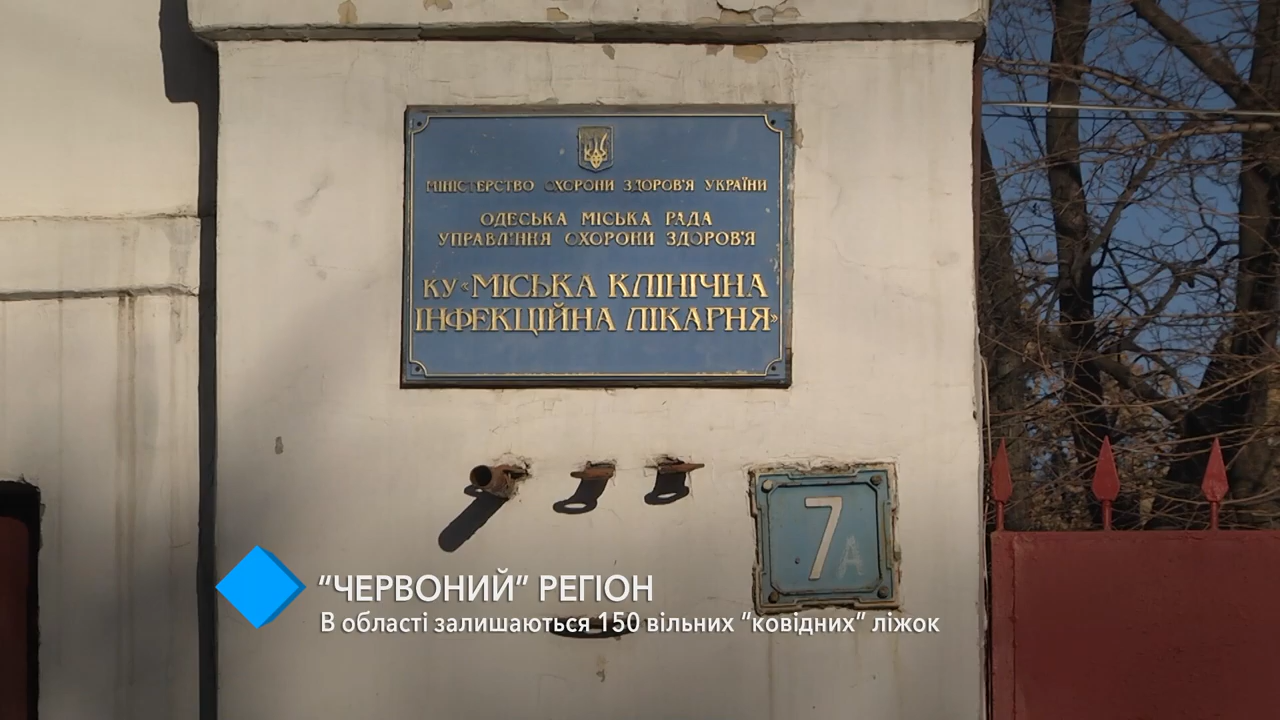 МІНІСТЕРСТВО ОХОРОНИ ЗДОРОВ'Я УКРАЇНИ
ОДЕСЬКА МІСЬКА РАДА
УПРАВЛІННЯ ОХОРОНИ ЗДОРОВ'Я
КУ «МІСЬКА КЛІНІЧНА
ІНФЕКЦІЙНА ЛІКАРНЯ»
7А
“ЧЕРВОНИЙ” РЕГІОН
В області залишаються 150 вільних “ковідних” ліжок